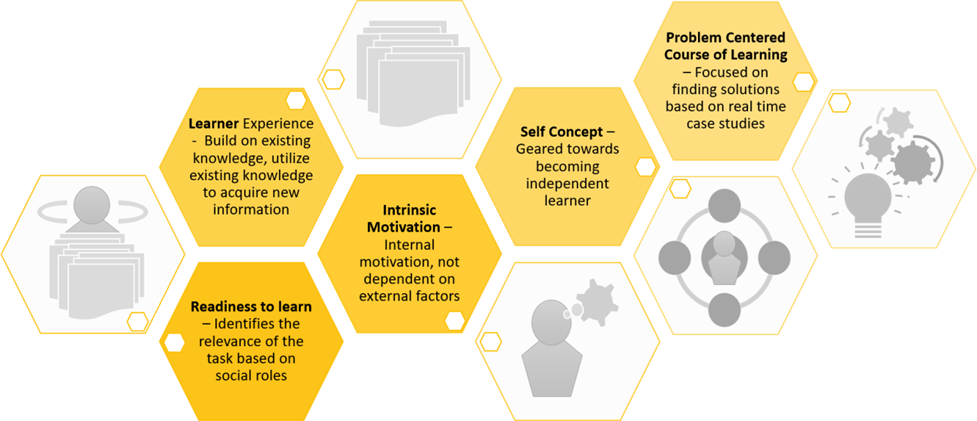 Learner Experience
- Build on existing
knowledge, utilize
existing knowledge
to acquire new
information
Readiness to learn
– Identifies the
relevance of the
task based on
social roles
Intrinsic
Motivation –
Internal
motivation, not
dependent on
external factors
Self Concept –
Geared towards
becoming
independent
learner
Problem Centered
Course of Learning
– Focused on
finding solutions
based on real time
case studies